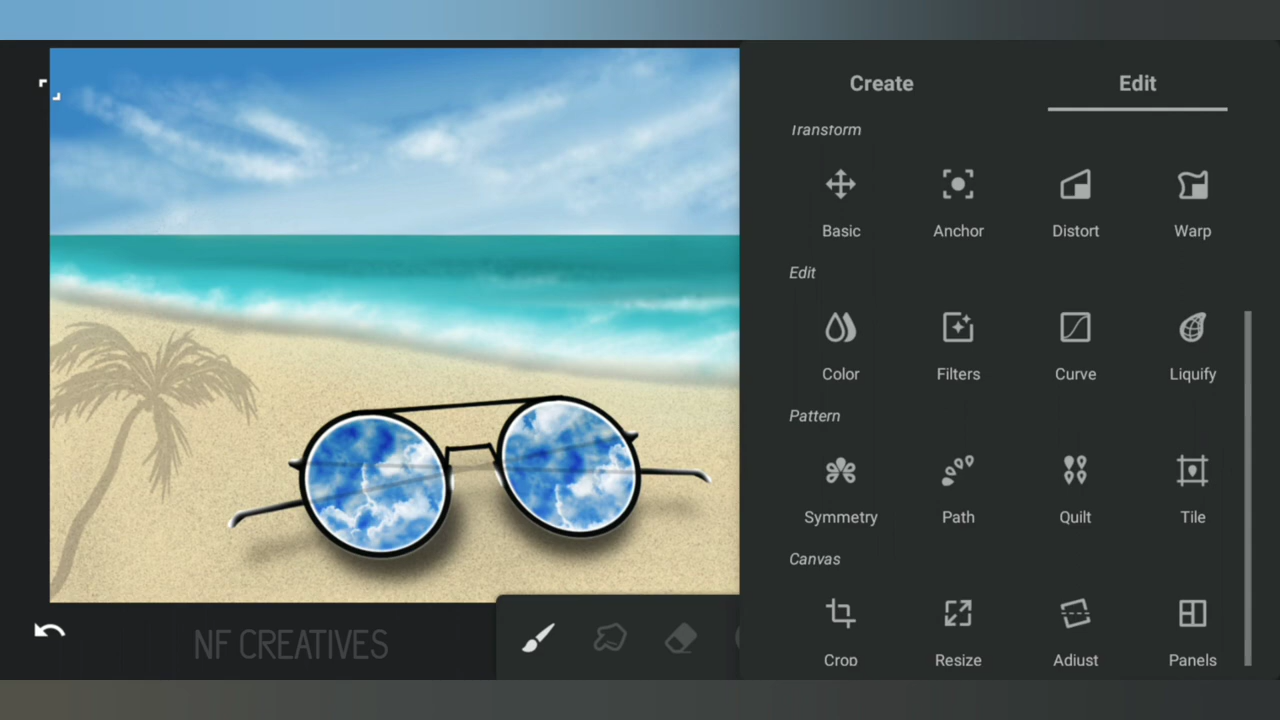 Create Edit
Transform
Basic Anchor Distort Warp
Edit
Color Filters Curve Liquify
Pattern
Symmetry Path Quilt Tile
Canvas
Crop Resize Adjust Panels
NF CREATIVES